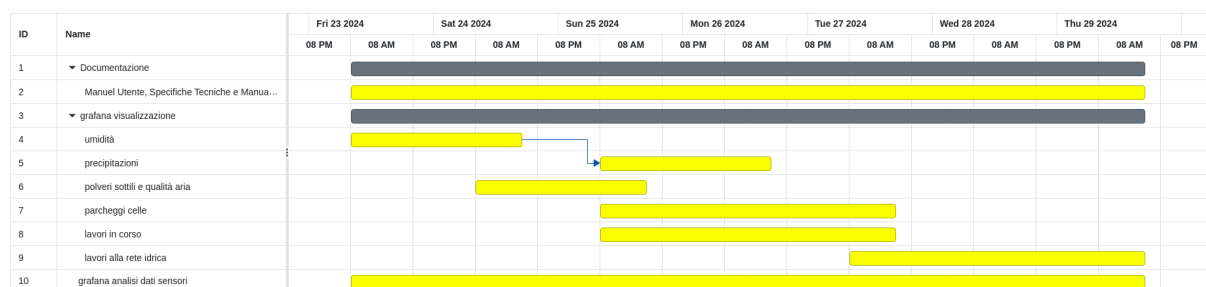 Fri 23 2024 Sat 24 2024 Sun 25 2024 Mon 26 2024 Tue 27 2024 Wed 28 2024 Thu 29 2024
ID Name
08 PM 08 AM 08 PM 08 AM 08 PM 08 AM 08 PM 08 AM 08 PM 08 AM 08 PM 08 AM 08 PM 08 AM 08 PM
1 Documentazione
2 Manuel Utente, Specifiche Tecniche e Manua...
3 grafana visualizzazione
4 umidità
5 precipitazioni
6 polveri sottili e qualità aria
7 parcheggi celle
8 lavori in corso
9 lavori alla rete idrica
10 grafana analisi dati sensori